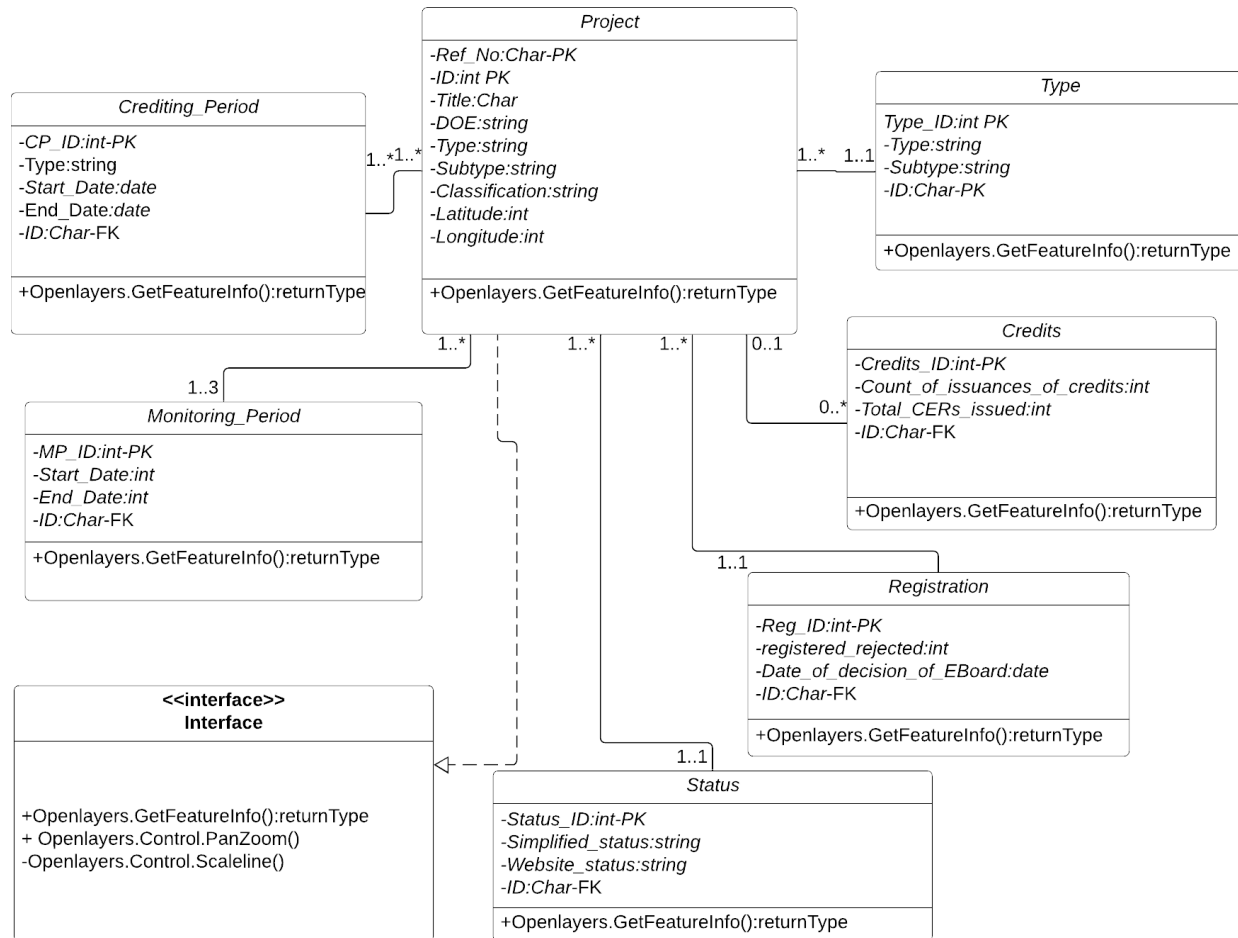 Project
-Ref_No:Char-PK
-ID:int PK
-Title:Char
-DOE:string
-Type:string
-Subtype:string
-Classification:string
-Latitude:int
-Longitude:int
+Openlayers.GetFeatureInfo():returnType
Crediting_Period
-CP_ID:int-PK
-Type:string
-Start_Date:date
-End_Date:date
-ID:Char-FK
+Openlayers.GetFeatureInfo():returnType
1..*
1..*
Type
Type_ID:int PK
-Type:string
-Subtype:string
-ID:Char-PK
+Openlayers.GetFeatureInfo():returnType
1..*
1..1
Credits
-Credits_ID:int-PK
-Count_of_issuances_of_credits:int
-Total_CERs_issued:int
-ID:Char-FK
+Openlayers.GetFeatureInfo():returnType
1..*
1..*
1..*
0..1
0..*
1..3
Monitoring_Period
-MP_ID:int-PK
-Start_Date:int
-End_Date:int
-ID:Char-FK
+Openlayers.GetFeatureInfo():returnType
1..1
Registration
-Reg_ID:int-PK
-registered_rejected:int
-Date_of_decision_of_EBoard:date
-ID:Char-FK
+Openlayers.GetFeatureInfo():returnType
<<interface>>
Interface
+Openlayers.GetFeatureInfo():returnType
+ Openlayers.Control.PanZoom()
-Openlayers.Control.Scaleline()
1..1
Status
-Status_ID:int-PK
-Simplified_status:string
-Website_status:string
-ID:Char-FK
+Openlayers.GetFeatureInfo():returnType